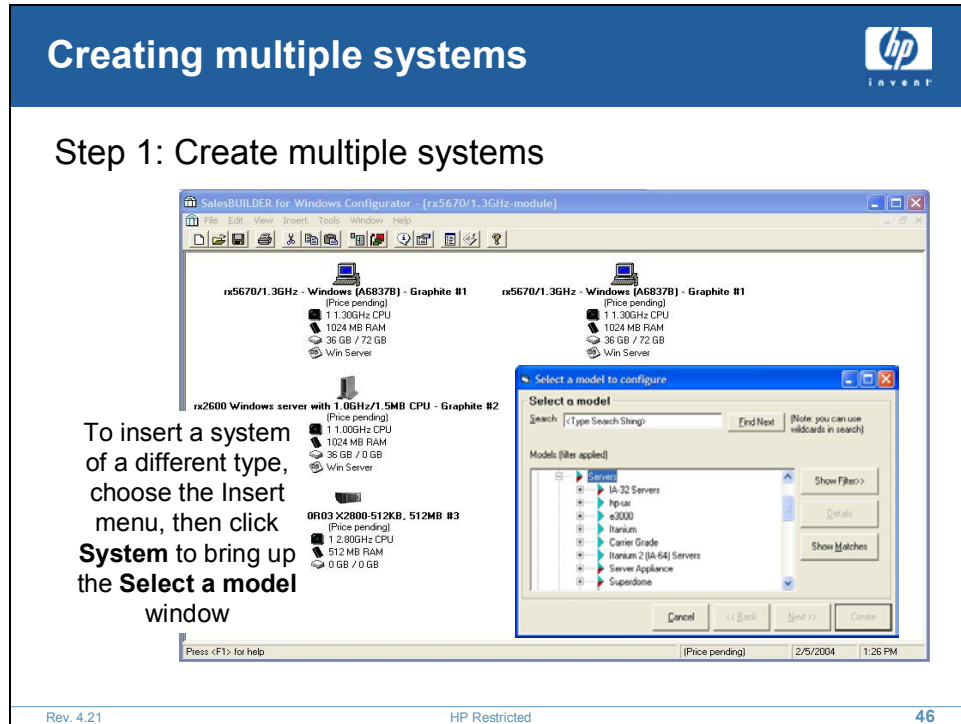 Creating multiple systems
hp
invent
Step 1: Create multiple systems
SalesBUILDER for Windows Configurator - [rx5670/1.3GHz-module]
File Edit View Insert Tools Window Help
rx5670/1.3GHz - Windows (A6837B) - Graphite #1
(Price pending)
1 1.30GHz CPU
1024 MB RAM
36 GB / 72 GB
Win Server
rx5670/1.3GHz - Windows (A6837B) - Graphite #1
(Price pending)
1 1.30GHz CPU
1024 MB RAM
36 GB / 72 GB
Win Server
rx2600 Windows server with 1.0GHz/1.5MB CPU - Graphite #2
(Price pending)
1 1.00GHz CPU
1024 MB RAM
36 GB / 0 GB
Win Server
0R03 X2800-512KB, 512MB #3
(Price pending)
1 2.80GHz CPU
512 MB RAM
0 GB / 0 GB
To insert a system
of a different type,
choose the Insert
menu, then click
System to bring up
the Select a model
window
Select a model to configure
Select a model
Search
<Type Search String>
Find Next
(Note: you can use
wildcards in search)
Models (filter applied)
Servers
IA-32 Servers
hp-ux
e3000
Itanium
Carrier Grade
Itanium 2 (IA-64) Servers
Server Appliance
Superdome
Show Filter>>
Details
Show Matches
Cancel
<< Back
Next >>
Create
Press <F1> for help
(Price pending)
2/5/2004
1:26 PM
Rev. 4.21
HP Restricted
46